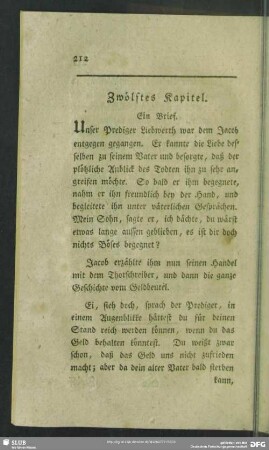 212
Zwölftes Kapitel.
Ein Brief.
Unser Prediger Liebwerth war dem Jacob
entgegen gegangen. Er kannte die Liebe des-
selben zu seinem Vater und besorgte, daß der
plötzliche Anblick des Todten ihn zu sehr an-
greifen möchte. So bald er ihm begegnete,
nahm er ihn freundlich bey der Hand, und
begleitete ihn unter väterlichen Gesprächen.
Mein Sohn, sagte er, ich dächte, du wärst
etwas lange aussen geblieben, es ist dir doch
nichts Böses begegnet?
Jacob erzählte ihm nun seinen Handel
mit dem Thorschreiber, und dann die ganze
Geschichte vom Geldbeutel.
Ei, sieh doch, sprach der Prediger, in
einem Augenblikke hättest du für deinen
Stand reich werden können, wenn du das
Geld behalten könntest. Du weißt zwar
schon, daß das Geld uns nicht zufrieden
macht; aber da dein alter Vater bald sterben
kann,
SLUB
DFG